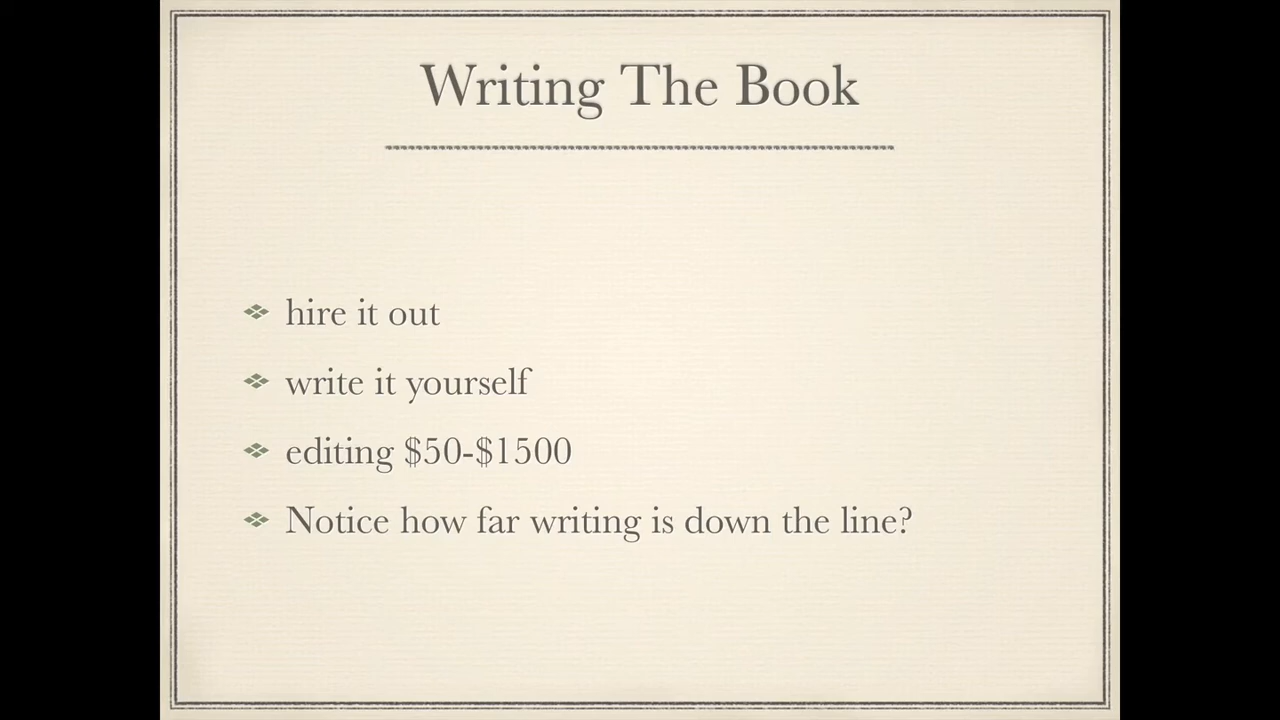 Writing The Book
hire it out
write it yourself
editing $50-$1500
Notice how far writing is down the line?